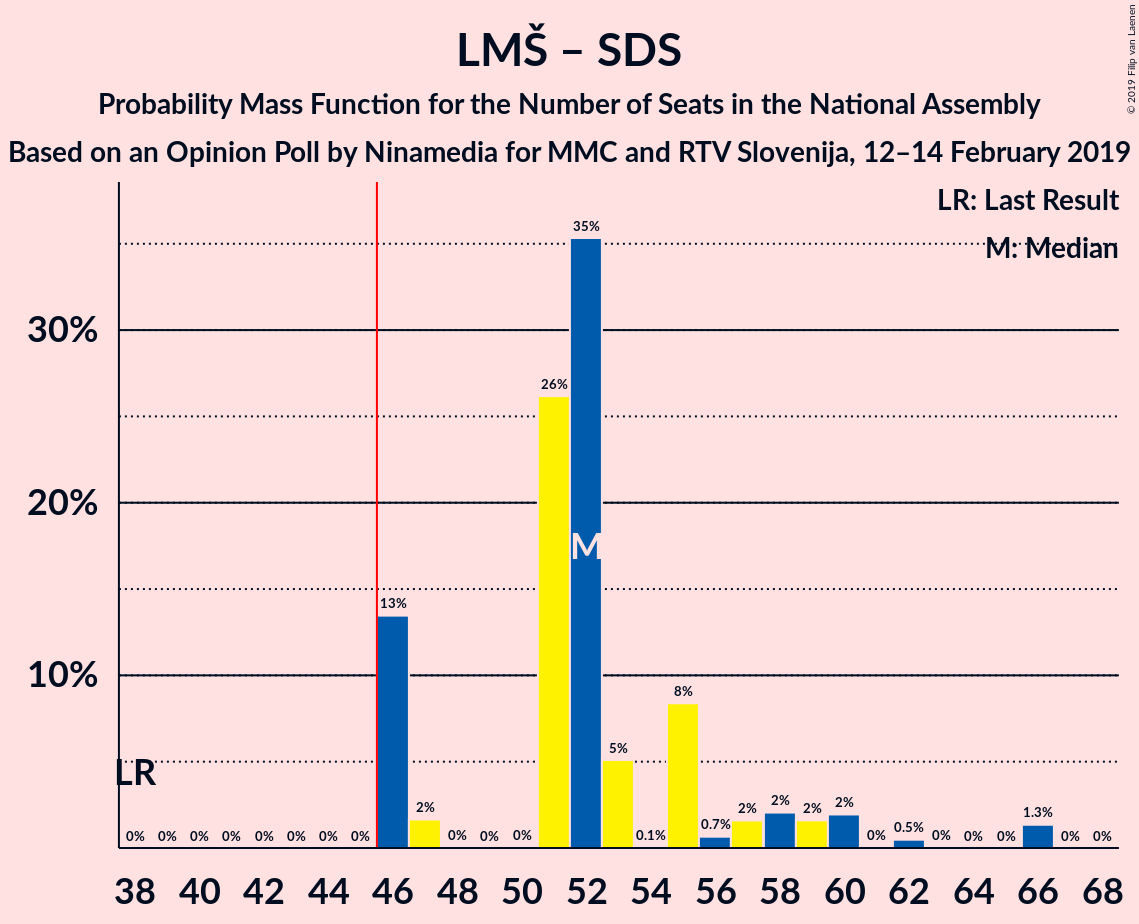 LMŠ – SDS
Probability Mass Function for the Number of Seats in the National Assembly
Based on an Opinion Poll by Ninamedia for MMC and RTV Slovenija, 12–14 February 2019
© 2019 Filip van Laenen
LR: Last Result
M: Median
30%
20%
10%
LR
M
0% 0% 0% 0% 0% 0% 0% 0% 13% 2% 0% 0% 0% 26% 35% 5% 0.1% 8% 0.7% 2% 2% 2% 2% 0% 0.5% 0% 0% 0% 1.3% 0% 0%
38 40 42 44 46 48 50 52 54 56 58 60 62 64 66 68